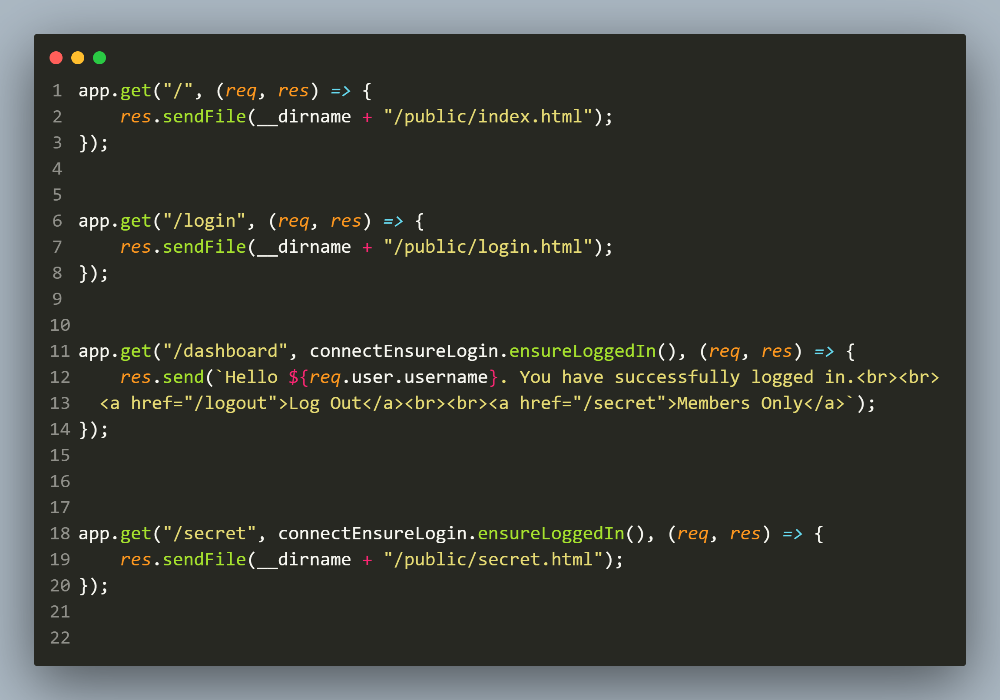 1 app.get("/", (req, res) => {
2     res.sendFile(__dirname + "/public/index.html");
3 });
4
5
6 app.get("/login", (req, res) => {
7     res.sendFile(__dirname + "/public/login.html");
8 });
9
10
11 app.get("/dashboard", connectEnsureLogin.ensureLoggedIn(), (req, res) => {
12     res.send(`Hello ${req.user.username}. You have successfully logged in.<br><br>
13   <a href="/logout">Log Out</a><br><br><a href="/secret">Members Only</a>`);
14 });
15
16
17
18 app.get("/secret", connectEnsureLogin.ensureLoggedIn(), (req, res) => {
19     res.sendFile(__dirname + "/public/secret.html");
20 });
21
22